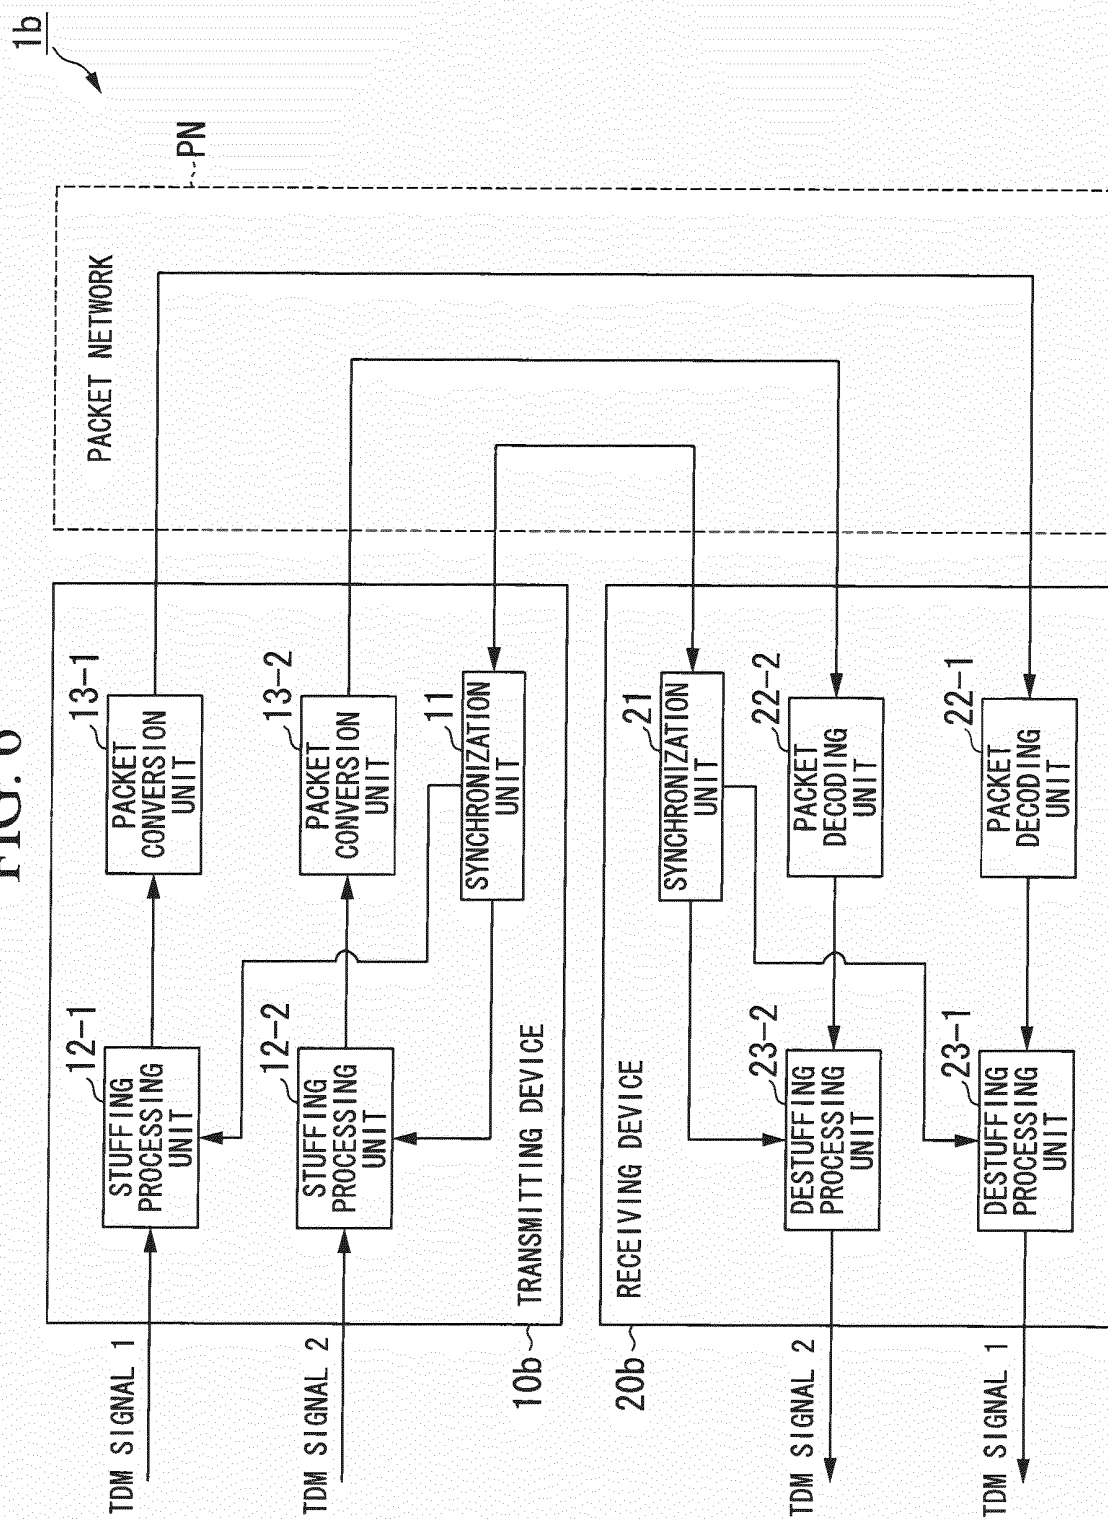 FIG. 6
1b
PN
PACKET NETWORK
13-1
PACKET
CONVERSION
UNIT
13-2
PACKET
CONVERSION
UNIT
11
SYNCHRONIZATION
UNIT
12-1
STUFFING
PROCESSING
UNIT
12-2
STUFFING
PROCESSING
UNIT
TRANSMITTING DEVICE
10b
TDM SIGNAL 1
TDM SIGNAL 2
21
SYNCHRONIZATION
UNIT
22-2
PACKET
DECODING
UNIT
22-1
PACKET
DECODING
UNIT
23-2
DESTUFFING
PROCESSING
UNIT
23-1
DESTUFFING
PROCESSING
UNIT
RECEIVING DEVICE
20b
TDM SIGNAL 2
TDM SIGNAL 1